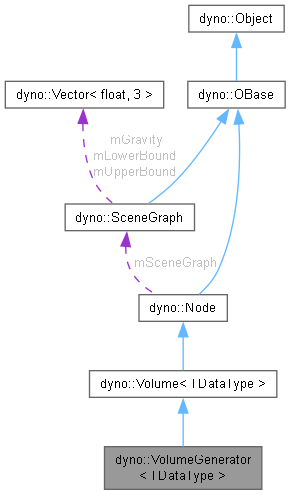 dyno::Object
dyno::Vector< float, 3 >
dyno::OBase
mGravity
mLowerBound
mUpperBound
dyno::SceneGraph
mSceneGraph
dyno::Node
dyno::Volume< TDataType >
dyno::VolumeGenerator
< TDataType >